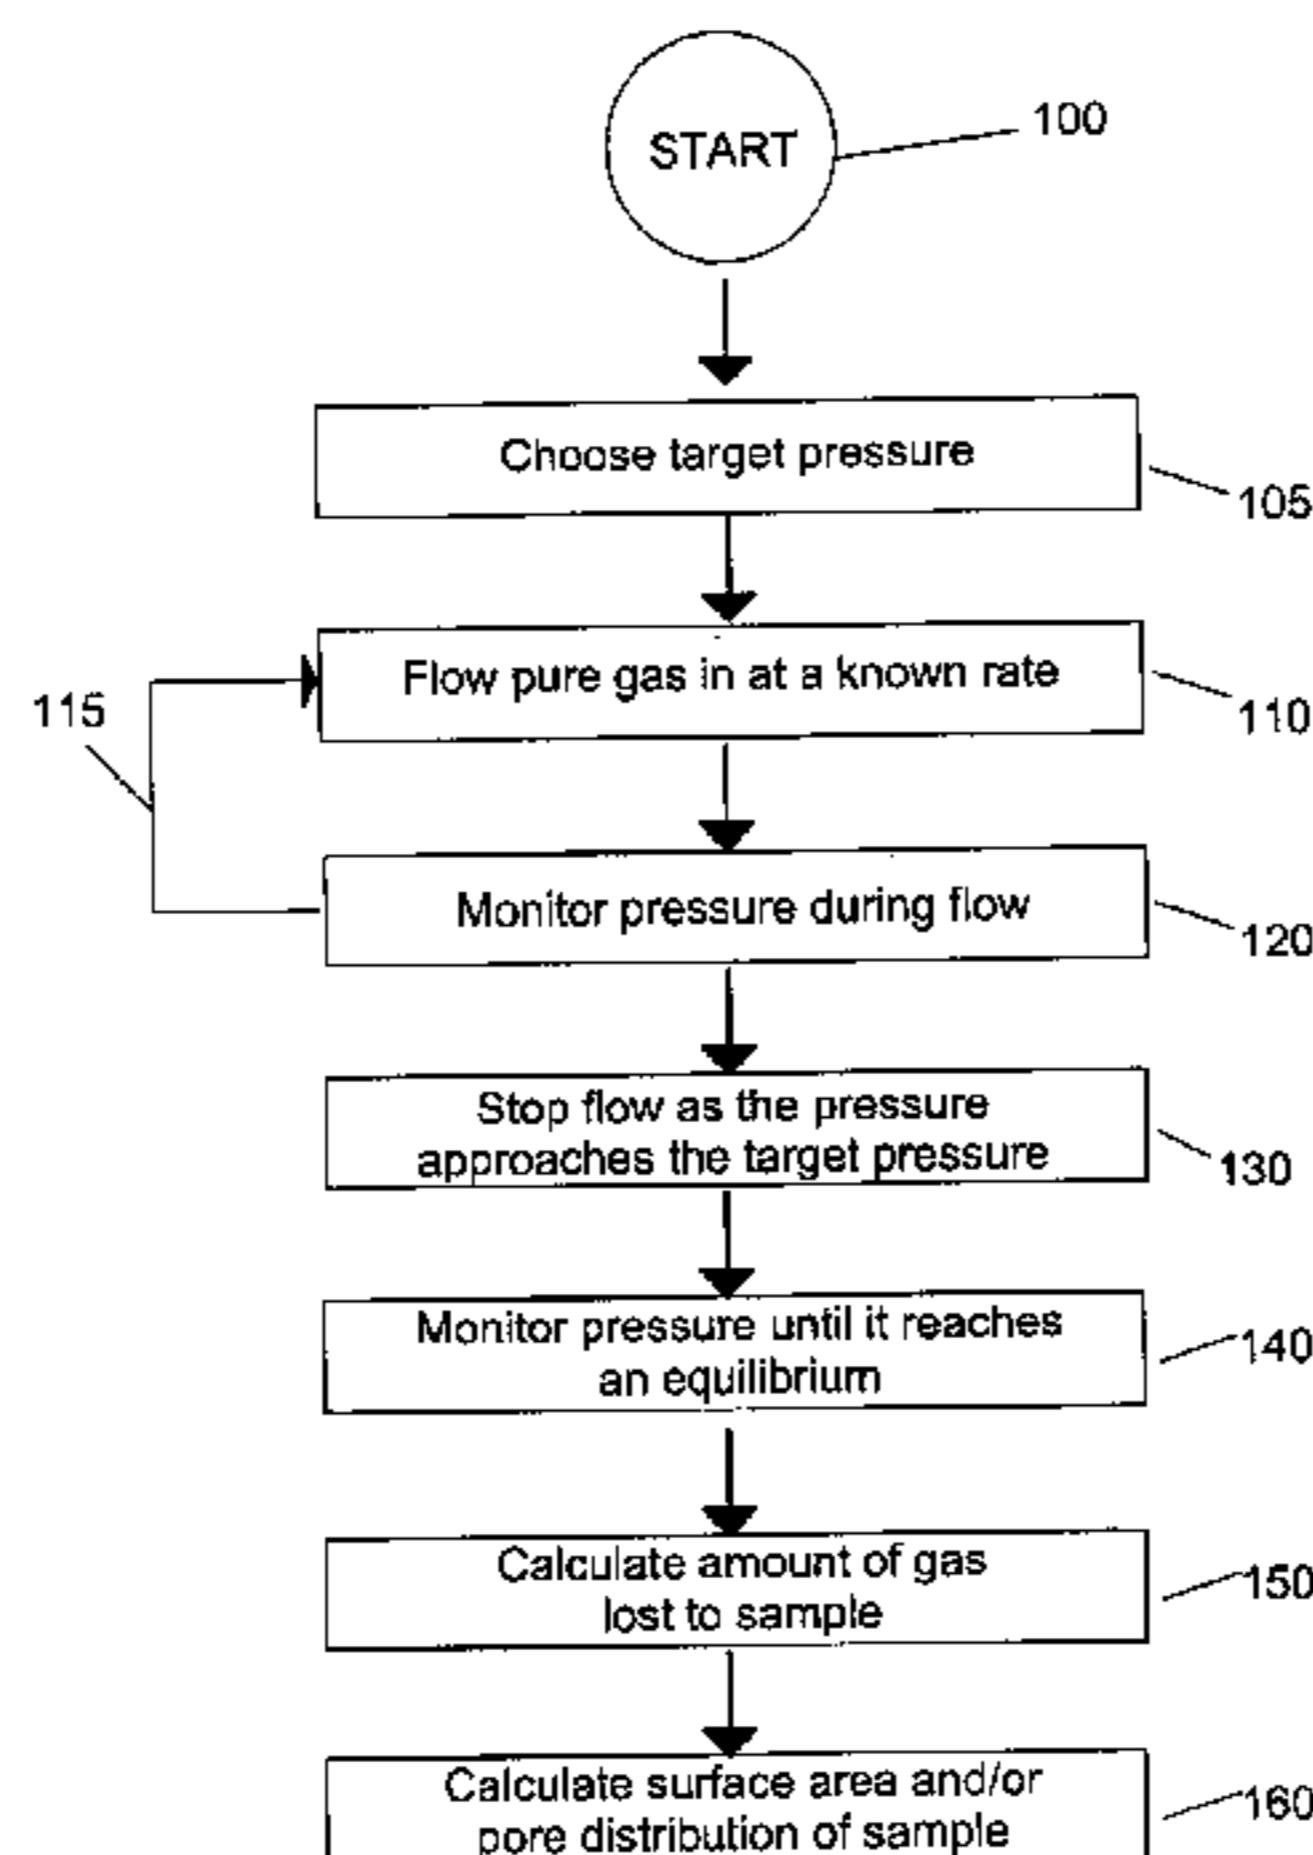 START
100
Choose target pressure
105
Flow pure gas in at a known rate
110
115
Monitor pressure during flow
120
Stop flow as the pressure
approaches the target pressure
130
Monitor pressure until it reaches
an equilibrium
140
Calculate amount of gas
lost to sample
150
Calculate surface area and/or
pore distribution of sample
160